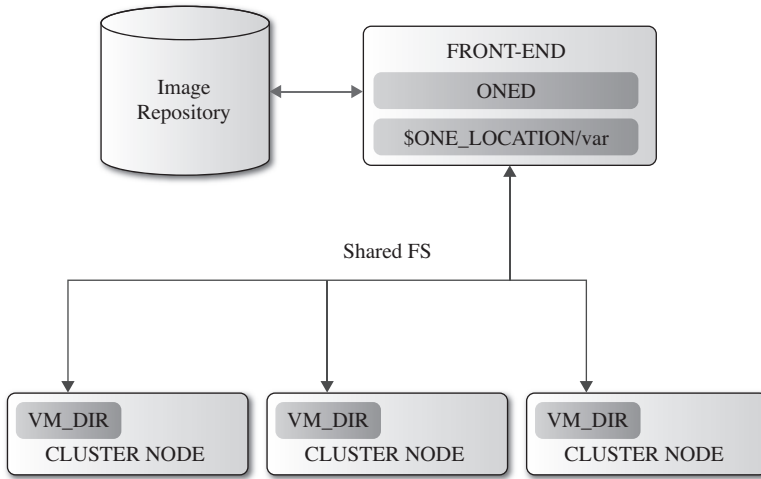 Image
Repository
FRONT-END
ONED
$ONE_LOCATION/var
Shared FS
VM_DIR
CLUSTER NODE
VM_DIR
CLUSTER NODE
VM_DIR
CLUSTER NODE